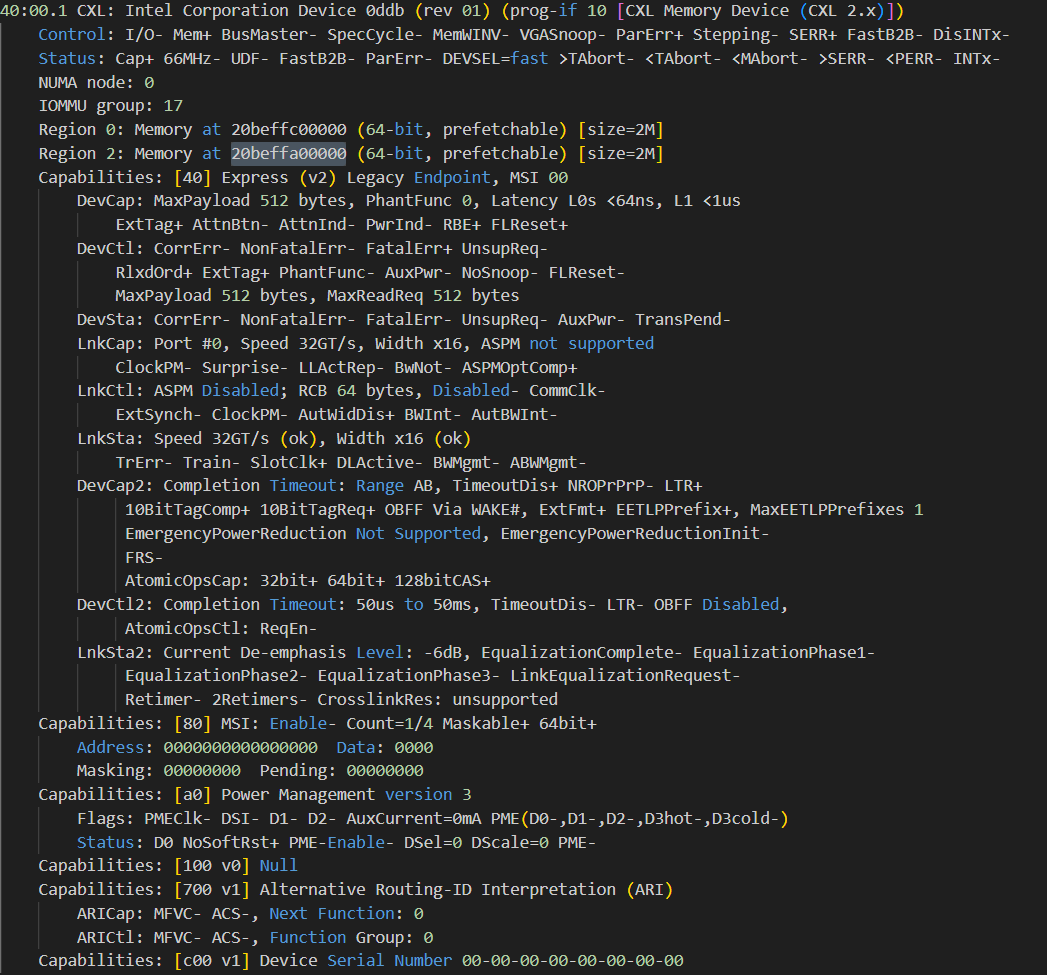 40:00.1 CXL: Intel Corporation Device 0ddb (rev 01) (prog-if 10 [CXL Memory Device (CXL 2.x)])
Control: I/O- Mem+ BusMaster- SpecCycle- MemWINV- VGASnoop- ParErr+ Stepping- SERR+ FastB2B- DisINTx-
Status: Cap+ 66MHz- UDF- FastB2B- ParErr- DEVSEL=fast >TAbort- <TAbort- <MAbort- >SERR- <PERR- INTx-
NUMA node: 0
IOMMU group: 17
Region 0: Memory at 20beffc00000 (64-bit, prefetchable) [size=2M]
Region 2: Memory at 20beffa00000 (64-bit, prefetchable) [size=2M]
Capabilities: [40] Express (v2) Legacy Endpoint, MSI 00
DevCap: MaxPayload 512 bytes, PhantFunc 0, Latency L0s <64ns, L1 <1us
ExtTag+ AttnBtn- AttnInd- PwrInd- RBE+ FLReset+
DevCtl: CorrErr- NonFatalErr- FatalErr+ UnsupReq-
RlxdOrd+ ExtTag+ PhantFunc- AuxPwr- NoSnoop- FLReset-
MaxPayload 512 bytes, MaxReadReq 512 bytes
DevSta: CorrErr- NonFatalErr- FatalErr- UnsupReq- AuxPwr- TransPend-
LnkCap: Port #0, Speed 32GT/s, Width x16, ASPM not supported
ClockPM- Surprise- LLActRep- BwNot- ASPMOptComp+
LnkCtl: ASPM Disabled; RCB 64 bytes, Disabled- CommClk-
ExtSynch- ClockPM- AutWidDis+ BWInt- AutBWInt-
LnkSta: Speed 32GT/s (ok), Width x16 (ok)
TrErr- Train- SlotClk+ DLActive- BWMgmt- ABWMgmt-
DevCap2: Completion Timeout: Range AB, TimeoutDis+ NROPrPrP- LTR+
10BitTagComp+ 10BitTagReq+ OBFF Via WAKE#, ExtFmt+ EETLPPrefix+, MaxEETLPPrefixes 1
EmergencyPowerReduction Not Supported, EmergencyPowerReductionInit-
FRS-
AtomicOpsCap: 32bit+ 64bit+ 128bitCAS+
DevCtl2: Completion Timeout: 50us to 50ms, TimeoutDis- LTR- OBFF Disabled,
AtomicOpsCtl: ReqEn-
LnkSta2: Current De-emphasis Level: -6dB, EqualizationComplete- EqualizationPhase1-
EqualizationPhase2- EqualizationPhase3- LinkEqualizationRequest-
Retimer- 2Retimers- CrosslinkRes: unsupported
Capabilities: [80] MSI: Enable- Count=1/4 Maskable+ 64bit+
Address: 0000000000000000  Data: 0000
Masking: 00000000  Pending: 00000000
Capabilities: [a0] Power Management version 3
Flags: PMEClk- DSI- D1- D2- AuxCurrent=0mA PME(D0-,D1-,D2-,D3hot-,D3cold-)
Status: D0 NoSoftRst+ PME-Enable- DSel=0 DScale=0 PME-
Capabilities: [100 v0] Null
Capabilities: [700 v1] Alternative Routing-ID Interpretation (ARI)
ARICap: MFVC- ACS-, Next Function: 0
ARICtl: MFVC- ACS-, Function Group: 0
Capabilities: [c00 v1] Device Serial Number 00-00-00-00-00-00-00-00